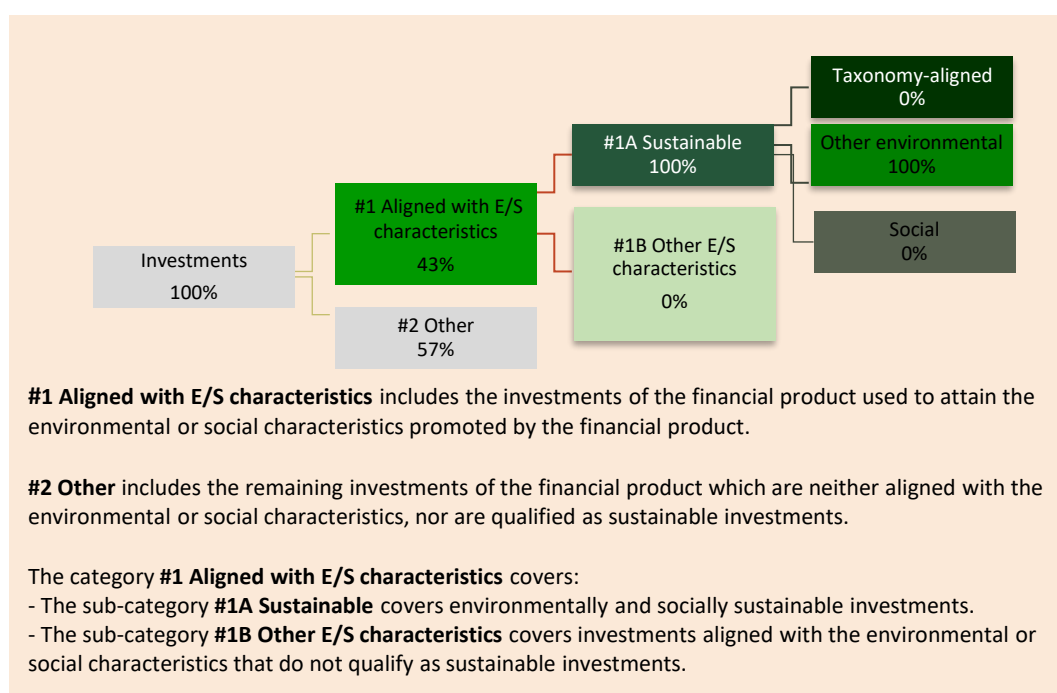 Taxonomy-aligned
0%
#1A Sustainable
100%
Other environmental
100%
#1 Aligned with E/S
characteristics
43%
#1B Other E/S
characteristics
0%
Social
0%
Investments
100%
#2 Other
57%
#1 Aligned with E/S characteristics includes the investments of the financial product used to attain the
environmental or social characteristics promoted by the financial product.
#2 Other includes the remaining investments of the financial product which are neither aligned with the
environmental or social characteristics, nor are qualified as sustainable investments.
The category #1 Aligned with E/S characteristics covers:
- The sub-category #1A Sustainable covers environmentally and socially sustainable investments.
- The sub-category #1B Other E/S characteristics covers investments aligned with the environmental or
social characteristics that do not qualify as sustainable investments.